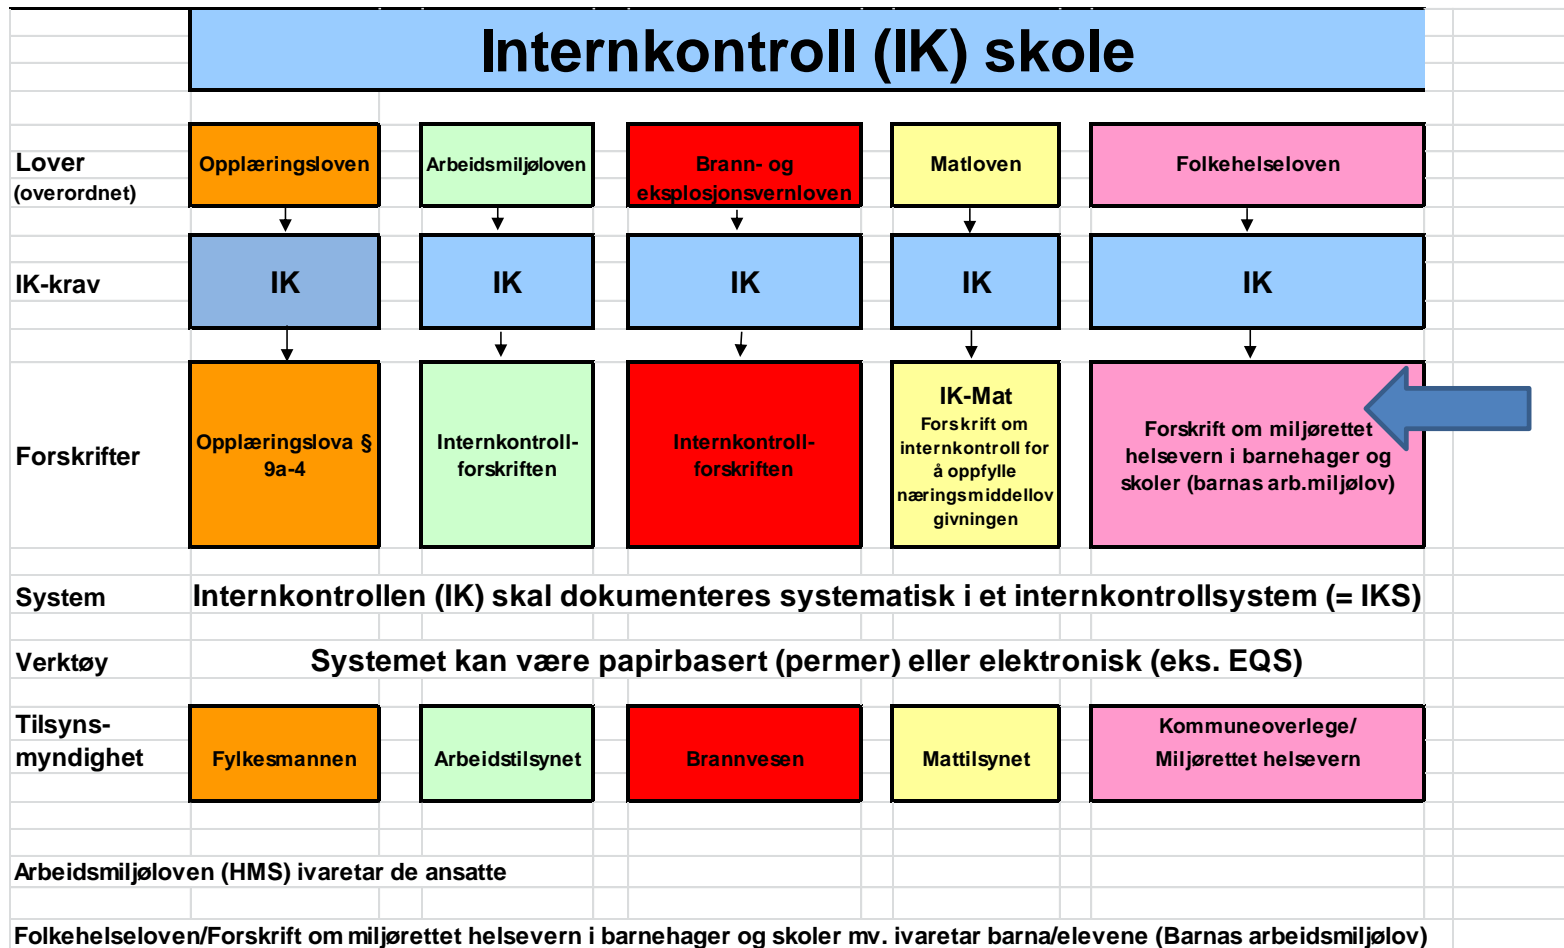 Internkontroll (IK) skole
Lover
(overordnet)
Opplæringsloven
Arbeidsmiljøloven
Brann- og
eksplosjonsvernloven
Matloven
Folkehelseloven
IK-krav
IK
IK
IK
IK
IK
Forskrifter
Opplæringslova §
9a-4
Internkontroll-
forskriften
Internkontroll-
forskriften
IK-Mat
Forskrift om
internkontroll for
å oppfylle
næringsmiddellov
givningen
Forskrift om miljørettet
helsevern i barnehager og
skoler (barnas arb.miljølov)
System
Internkontrollen (IK) skal dokumenteres systematisk i et internkontrollsystem (= IKS)
Verktøy
Systemet kan være papirbasert (permer) eller elektronisk (eks. EQS)
Tilsyns-
myndighet
Fylkesmannen
Arbeidstilsynet
Brannvesen
Mattilsynet
Kommuneoverlege/
Miljørettet helsevern
Arbeidsmiljøloven (HMS) ivaretar de ansatte
Folkehelseloven/Forskrift om miljørettet helsevern i barnehager og skoler mv. ivaretar barna/elevene (Barnas arbeidsmiljølov)